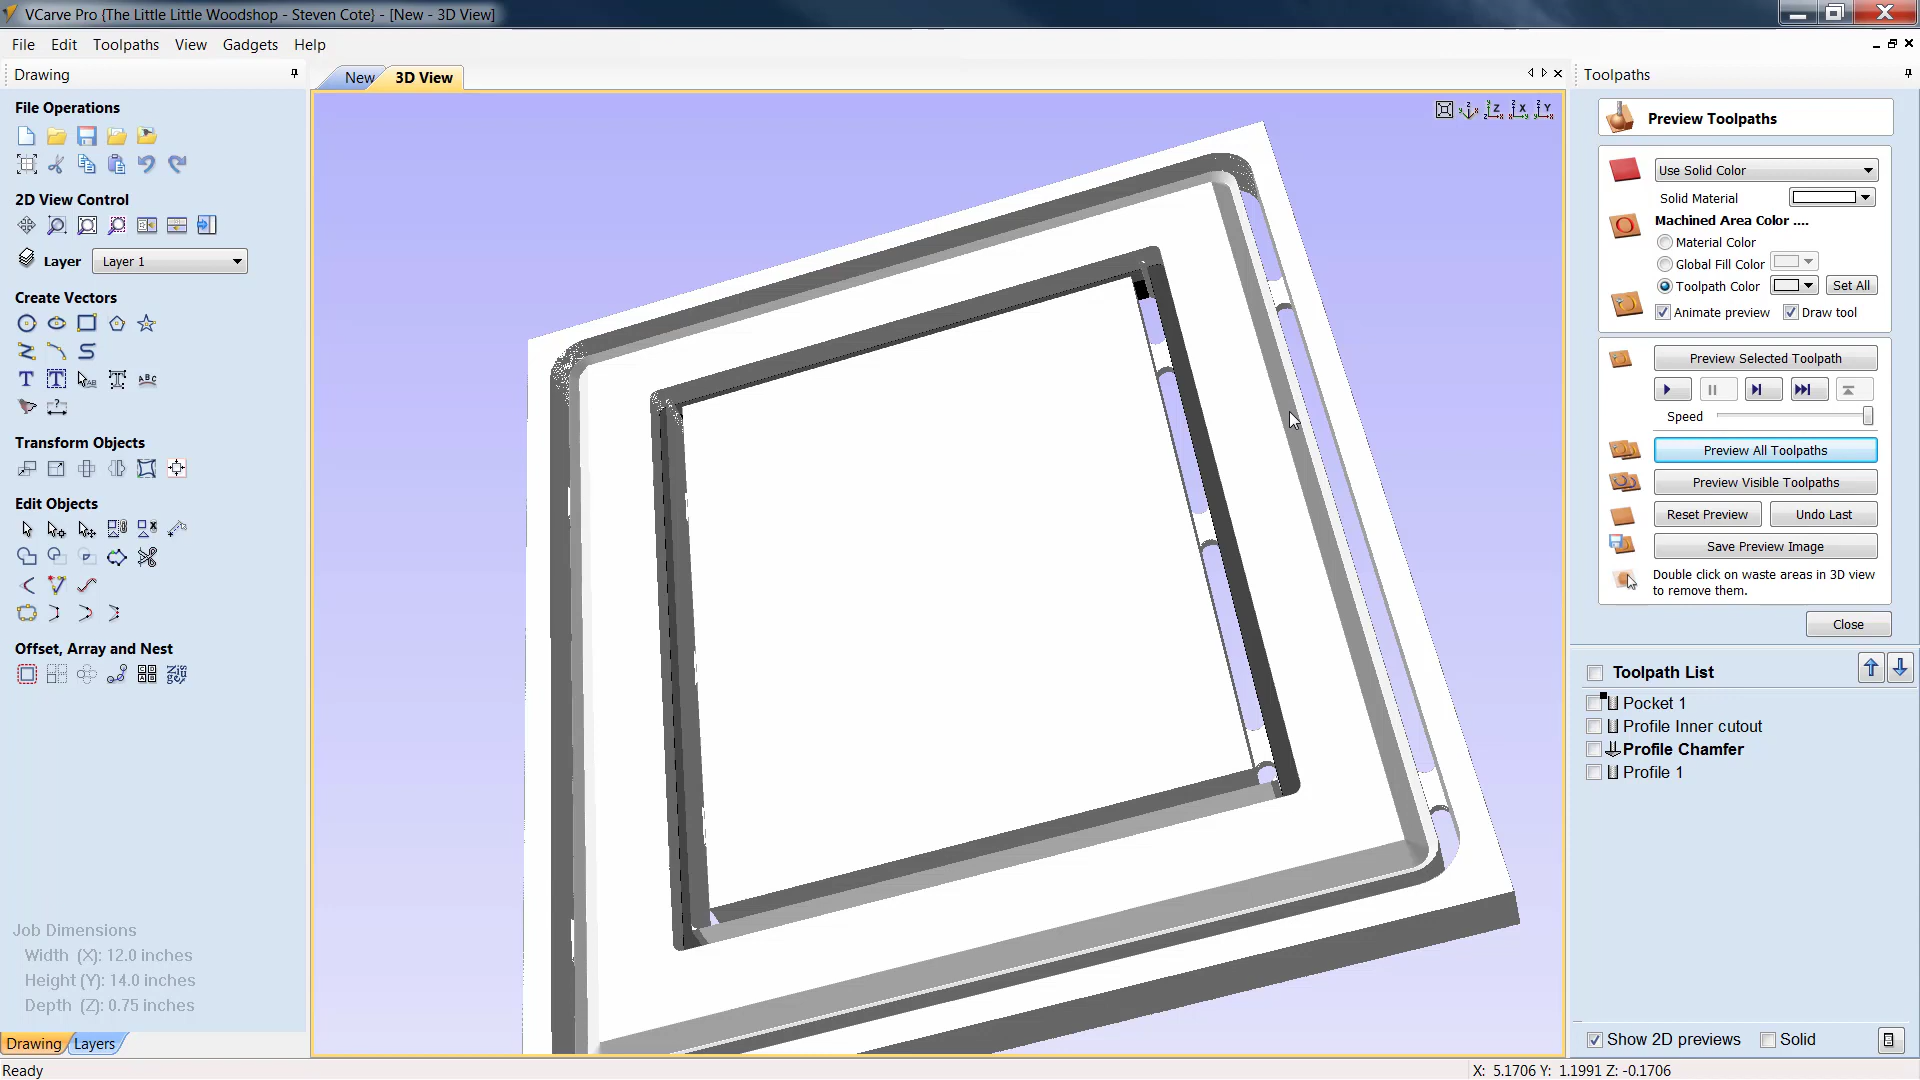 VCarve Pro {The Little Little Woodshop - Steven Cote} - [New - 3D View]
File Edit Toolpaths View Gadgets Help
Drawing
File Operations
2D View Control
Layer Layer 1
Create Vectors
Transform Objects
Edit Objects
Offset, Array and Nest
Job Dimensions
Width (X): 12.0 inches
Height (Y): 14.0 inches
Depth (Z): 0.75 inches
Drawing Layers
Ready
New 3D View
Toolpaths
Preview Toolpaths
Use Solid Color
Solid Material
Machined Area Color ....
Material Color
Global Fill Color
Toolpath Color Set All
Animate preview Draw tool
Preview Selected Toolpath
Speed
Preview All Toolpaths
Preview Visible Toolpaths
Reset Preview Undo Last
Save Preview Image
Double click on waste areas in 3D view
to remove them.
Close
Toolpath List
Pocket 1
Profile Inner cutout
Profile Chamfer
Profile 1
Show 2D previews Solid
X: 5.1706 Y: 1.1991 Z: -0.1706